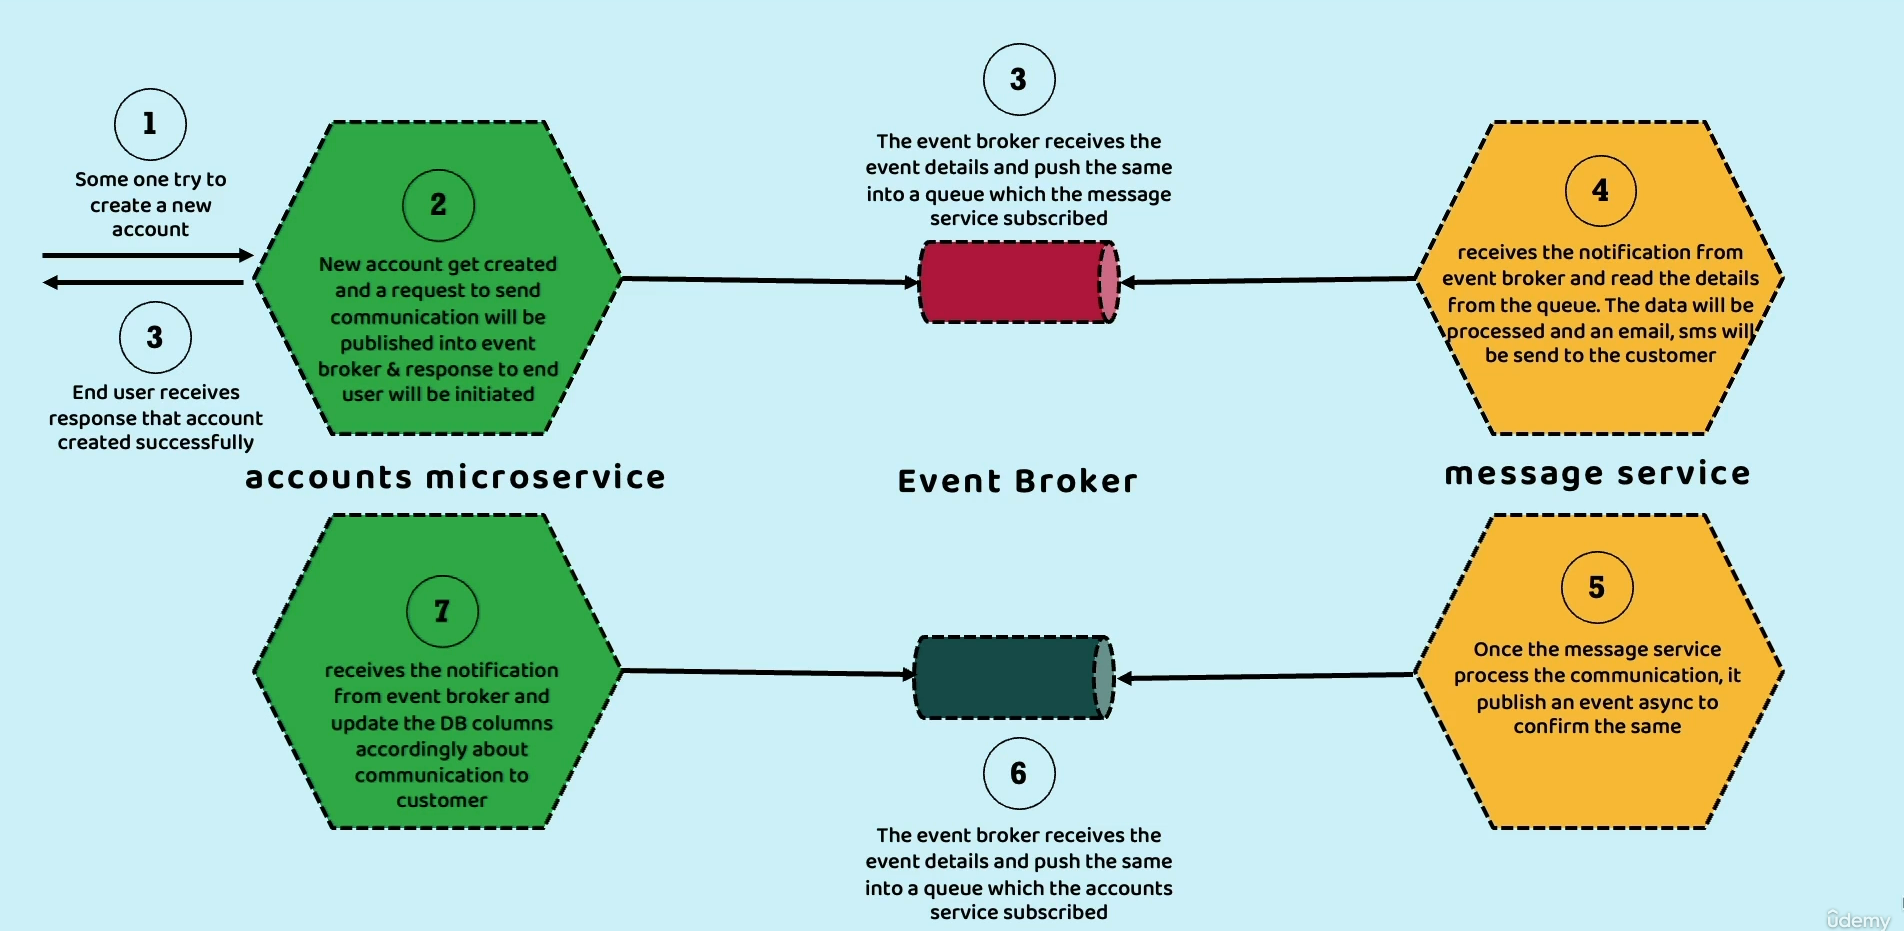 1
Some one try to
create a new
account
3
End user receives
response that account
created successfully
2
New account get created
and a request to send
communication will be
published into event
broker & response to end
user will be initiated
accounts microservice
3
The event broker receives the
event details and push the same
into a queue which the message
service subscribed
Event Broker
4
receives the notification from
event broker and read the details
from the queue. The data will be
processed and an email, sms will
be send to the customer
message service
5
Once the message service
process the communication, it
publish an event async to
confirm the same
6
The event broker receives the
event details and push the same
into a queue which the accounts
service subscribed
7
receives the notification
from event broker and
update the DB columns
accordingly about
communication to
customer
ûdemy